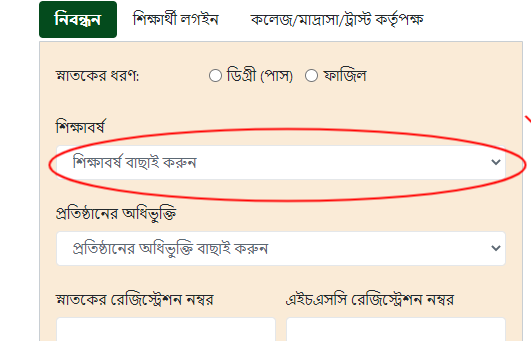 নিবন্ধন শিক্ষার্থী লগইন কলেজ/মাদ্রাসা/ট্রাস্ট কর্তৃপক্ষ
স্নাতকের ধরণ: ডিগ্রী (পাস) ফাজিল
শিক্ষাবর্ষ
শিক্ষাবর্ষ বাছাই করুন
প্রতিষ্ঠানের অধিভুক্তি
প্রতিষ্ঠানের অধিভুক্তি বাছাই করুন
স্নাতকের রেজিস্ট্রেশন নম্বর এইচএসসি রেজিস্ট্রেশন নম্বর